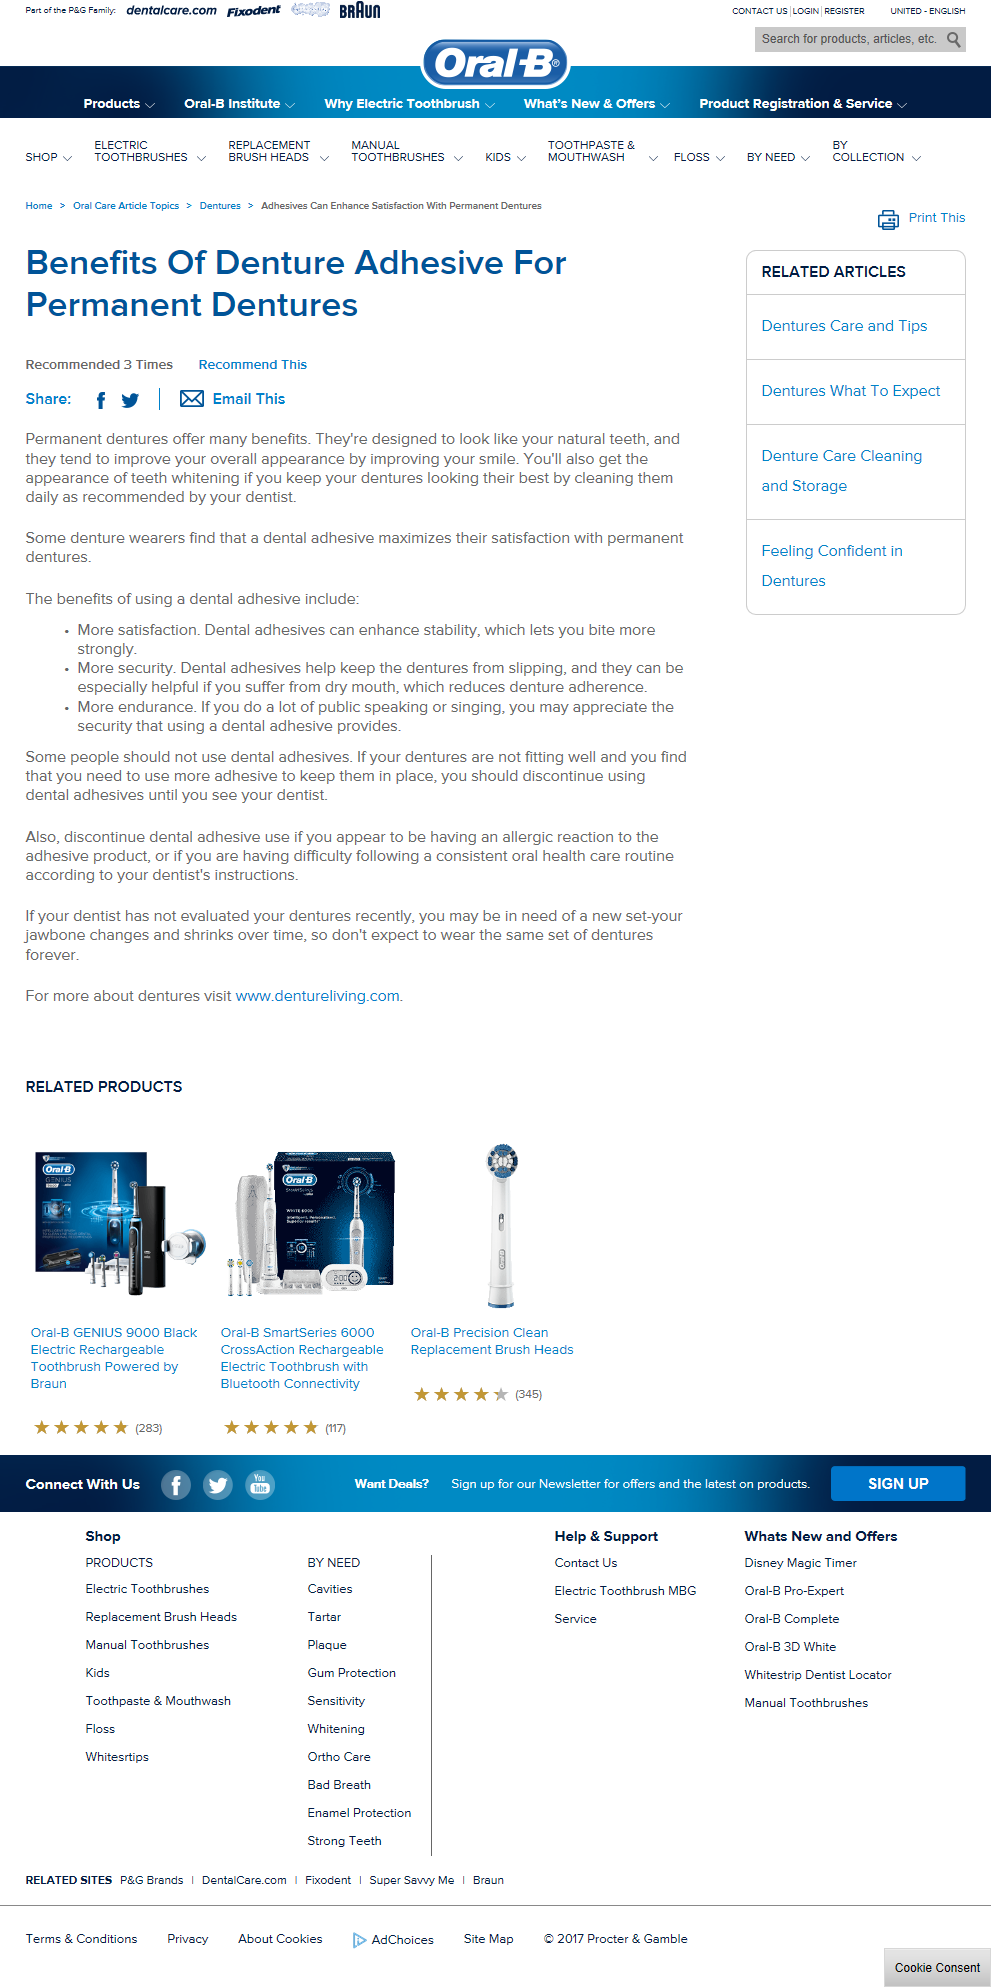 Part of the P&G Family: dentalcare.com Fixodent BRAUN
CONTACT US | LOGIN | REGISTER UNITED - ENGLISH
Search for products, articles, etc.
Oral-B®
Products Oral-B Institute Why Electric Toothbrush What's New & Offers Product Registration & Service
SHOP ELECTRIC TOOTHBRUSHES REPLACEMENT BRUSH HEADS MANUAL TOOTHBRUSHES KIDS TOOTHPASTE & MOUTHWASH FLOSS BY NEED BY COLLECTION
Home > Oral Care Article Topics > Dentures > Adhesives Can Enhance Satisfaction With Permanent Dentures
Print This
Benefits Of Denture Adhesive For
Permanent Dentures
Recommended 3 Times Recommend This
Share: Email This
Permanent dentures offer many benefits. They're designed to look like your natural teeth, and
they tend to improve your overall appearance by improving your smile. You'll also get the
appearance of teeth whitening if you keep your dentures looking their best by cleaning them
daily as recommended by your dentist.
Some denture wearers find that a dental adhesive maximizes their satisfaction with permanent
dentures.
The benefits of using a dental adhesive include:
• More satisfaction. Dental adhesives can enhance stability, which lets you bite more
strongly.
• More security. Dental adhesives help keep the dentures from slipping, and they can be
especially helpful if you suffer from dry mouth, which reduces denture adherence.
• More endurance. If you do a lot of public speaking or singing, you may appreciate the
security that using a dental adhesive provides.
Some people should not use dental adhesives. If your dentures are not fitting well and you find
that you need to use more adhesive to keep them in place, you should discontinue using
dental adhesives until you see your dentist.
Also, discontinue dental adhesive use if you appear to be having an allergic reaction to the
adhesive product, or if you are having difficulty following a consistent oral health care routine
according to your dentist's instructions.
If your dentist has not evaluated your dentures recently, you may be in need of a new set-your
jawbone changes and shrinks over time, so don't expect to wear the same set of dentures
forever.
For more about dentures visit www.dentureliving.com.
RELATED ARTICLES
Dentures Care and Tips
Dentures What To Expect
Denture Care Cleaning
and Storage
Feeling Confident in
Dentures
RELATED PRODUCTS
Oral-B
GENIUS
Oral-B
WHITE 6000
2:00
Oral-B GENIUS 9000 Black
Electric Rechargeable
Toothbrush Powered by
Braun
(283)
Oral-B SmartSeries 6000
CrossAction Rechargeable
Electric Toothbrush with
Bluetooth Connectivity
(117)
Oral-B Precision Clean
Replacement Brush Heads
(345)
Connect With Us You Tube Want Deals? Sign up for our Newsletter for offers and the latest on products. SIGN UP
Shop
PRODUCTS
Electric Toothbrushes
Replacement Brush Heads
Manual Toothbrushes
Kids
Toothpaste & Mouthwash
Floss
Whitesrtips
BY NEED
Cavities
Tartar
Plaque
Gum Protection
Sensitivity
Whitening
Ortho Care
Bad Breath
Enamel Protection
Strong Teeth
Help & Support
Contact Us
Electric Toothbrush MBG
Service
Whats New and Offers
Disney Magic Timer
Oral-B Pro-Expert
Oral-B Complete
Oral-B 3D White
Whitestrip Dentist Locator
Manual Toothbrushes
RELATED SITES P&G Brands | DentalCare.com | Fixodent | Super Savvy Me | Braun
Terms & Conditions Privacy About Cookies AdChoices Site Map © 2017 Procter & Gamble
Cookie Consent